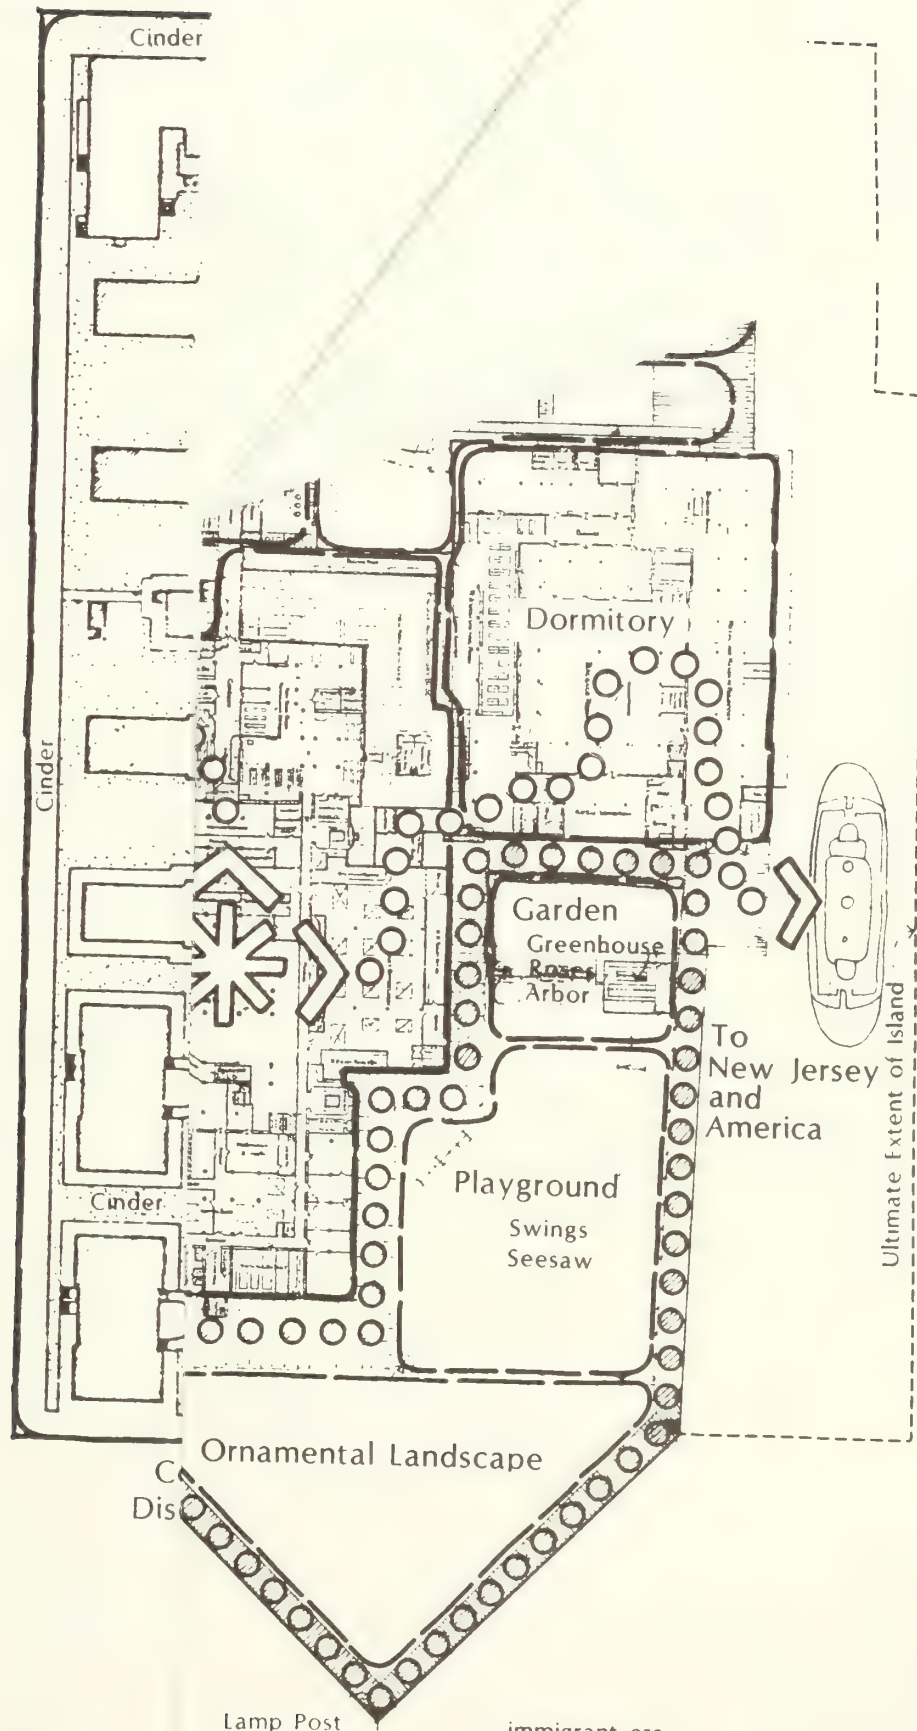 Cinder
Dormitory
Cinder
Garden
Greenhouse
Roses
Arbor
To
New Jersey
and
America
Ultimate Extent of Island
Playground
Swings
Seesaw
Cinder
Ornamental Landscape
C
Dis
Lamp Post